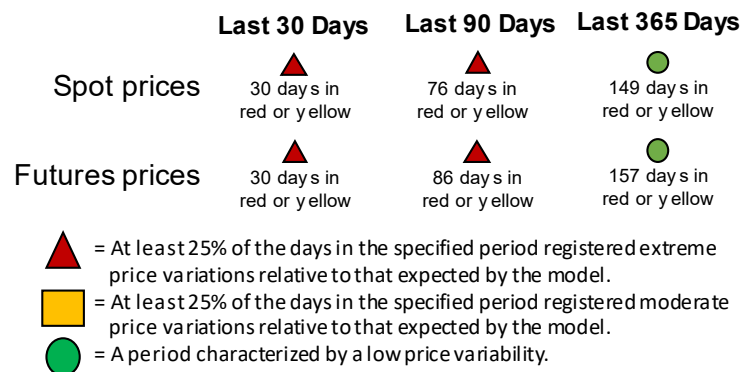 Last 30 Days Last 90 Days Last 365 Days
Spot prices
30 days in
red or yellow
76 days in
red or yellow
149 days in
red or yellow
Futures prices
30 days in
red or yellow
86 days in
red or yellow
157 days in
red or yellow
= At least 25% of the days in the specified period registered extreme
price variations relative to that expected by the model.
= At least 25% of the days in the specified period registered moderate
price variations relative to that expected by the model.
= A period characterized by a low price variability.